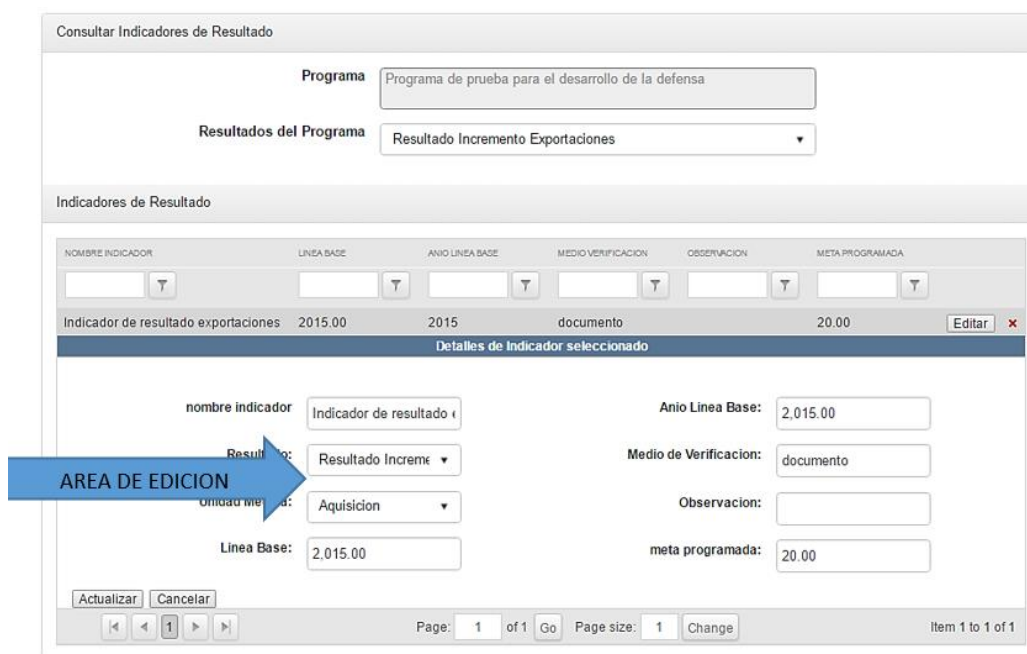 Consultar Indicadores de Resultado
Programa
Programa de prueba para el desarrollo de la defensa
Resultados del Programa
Resultado Incremento Exportaciones
Indicadores de Resultado
NOMBRE INDICADOR LINEA BASE ANIO LINEA BASE MEDIO VERIFICACION OBSERVACION META PROGRAMADA
Indicador de resultado exportaciones 2015.00 2015 documento 20.00 Editar
Detalles de Indicador seleccionado
nombre indicador Indicador de resultado Anio Linea Base: 2,015.00
Resultado Increme Medio de Verificacion: documento
AREA DE EDICION
Unidad Aquisicion Observacion:
Linea Base: 2,015.00 meta programada: 20.00
Actualizar Cancelar
1 Page: 1 of 1 Go Page size: 1 Change Item 1 to 1 of 1